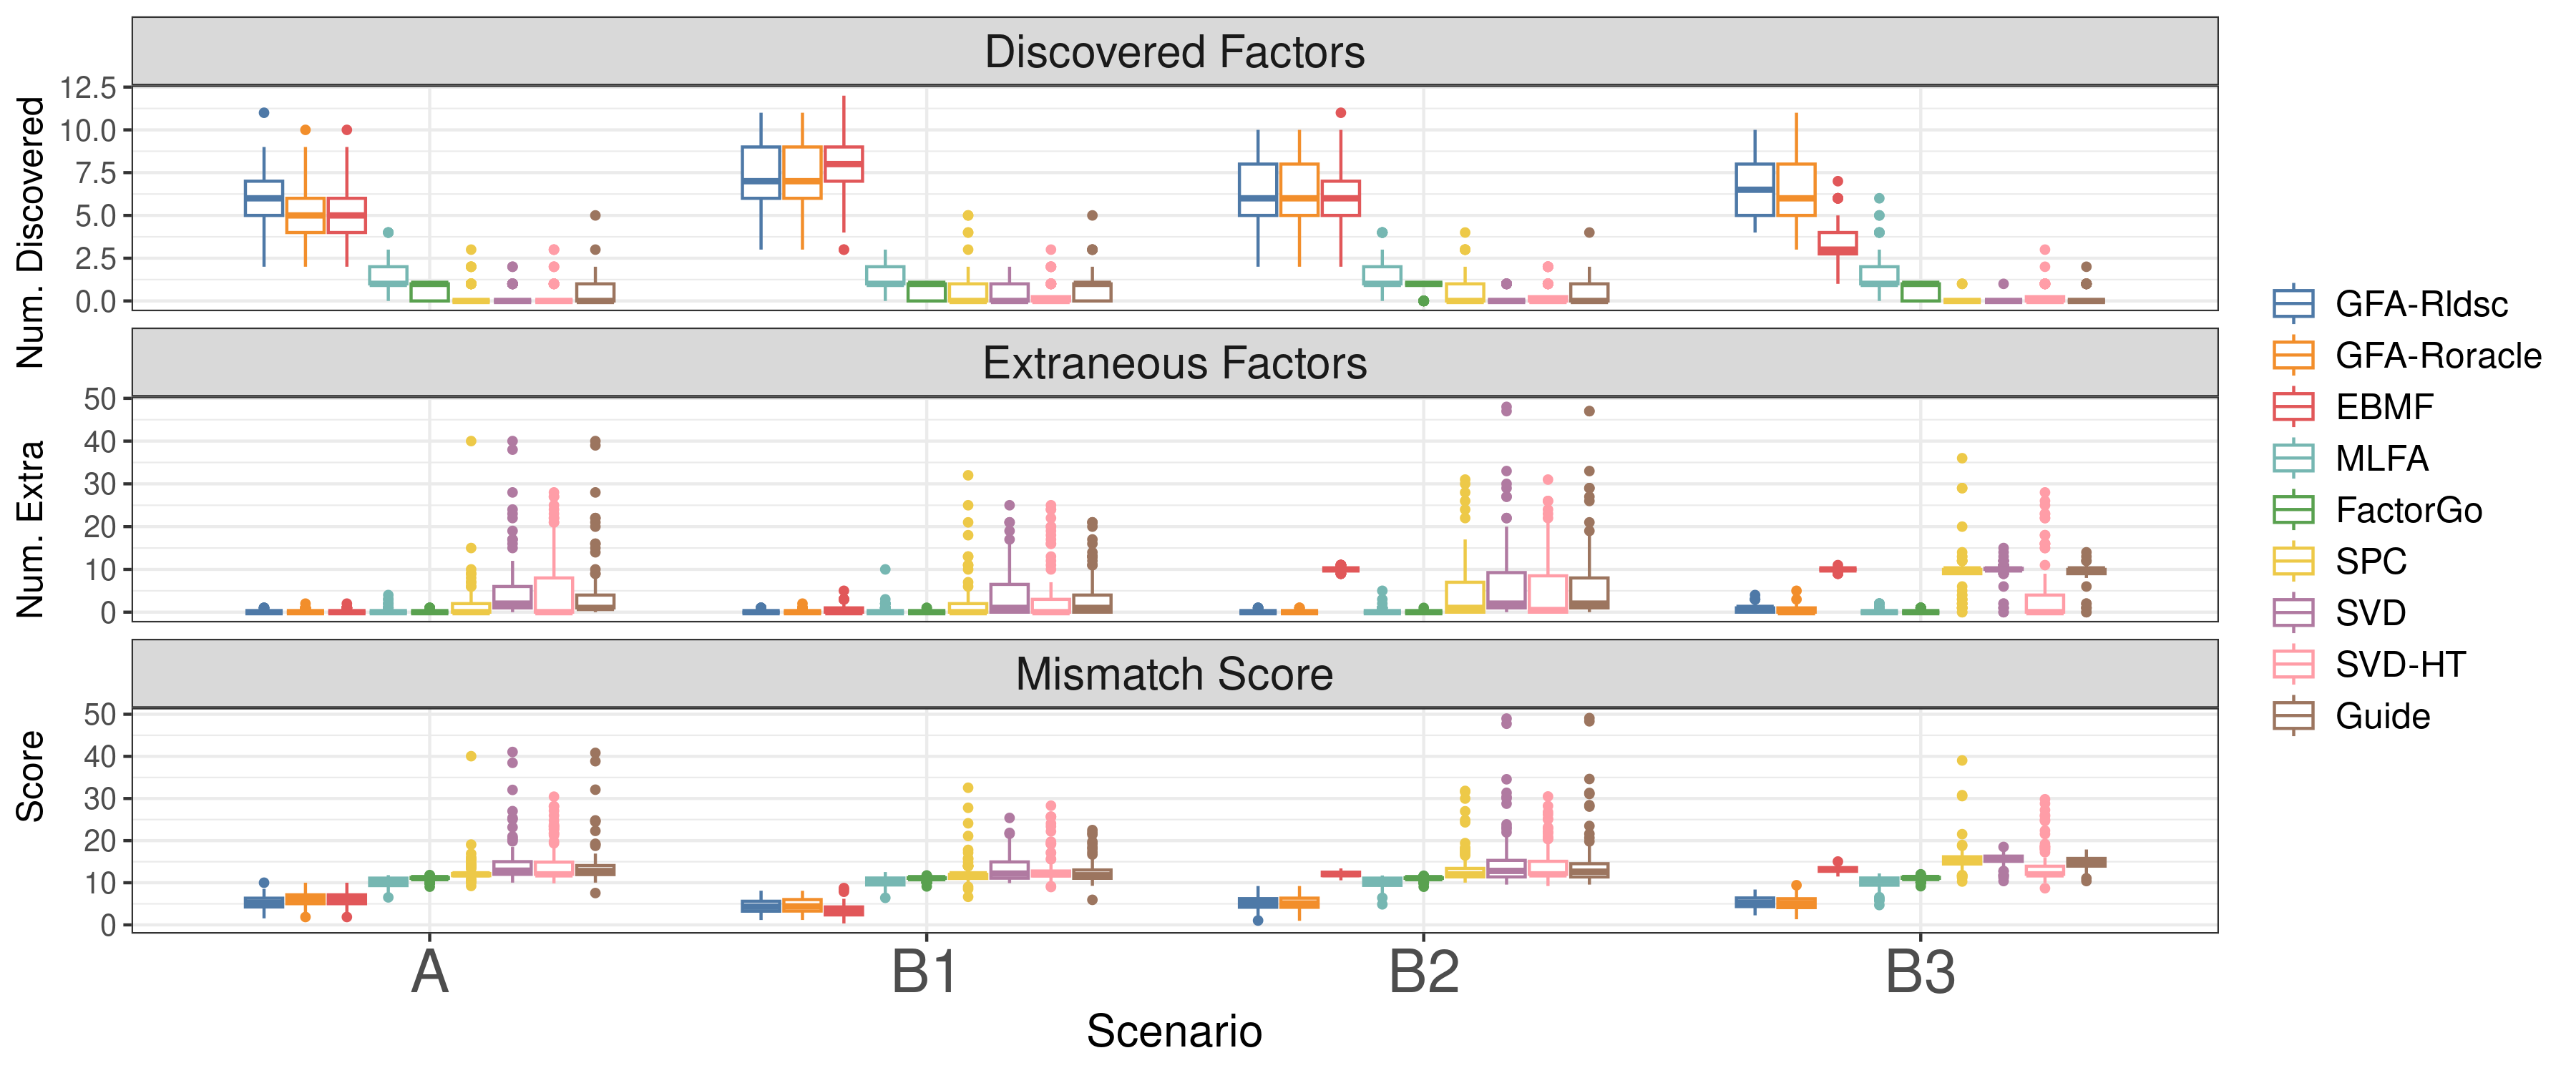 Discovered Factors
Num. Discovered
12.5
10.0
7.5
5.0
2.5
0.0
Extraneous Factors
Num. Extra
50
40
30
20
10
0
Mismatch Score
Score
50
40
30
20
10
0
A B1 B2 B3
Scenario
GFA-Rldsc
GFA-Roracle
EBMF
MLFA
FactorGo
SPC
SVD
SVD-HT
Guide